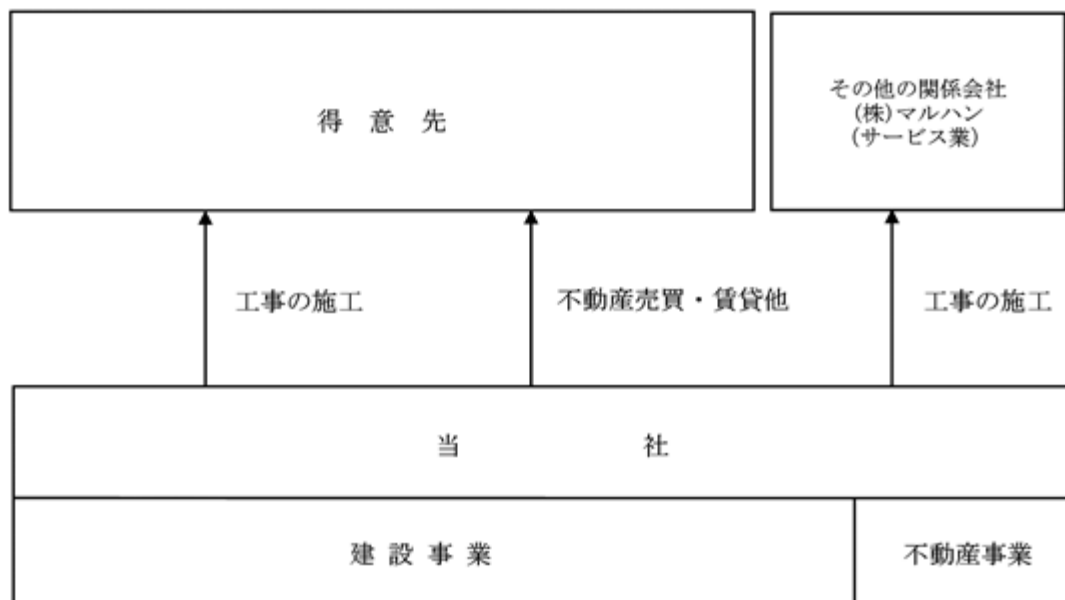 得 意 先
その他の関係会社
(株)マルハン
(サービス業)
工事の施工
不動産売買・賃貸他
工事の施工
当 社
建 設 事 業
不動産事業